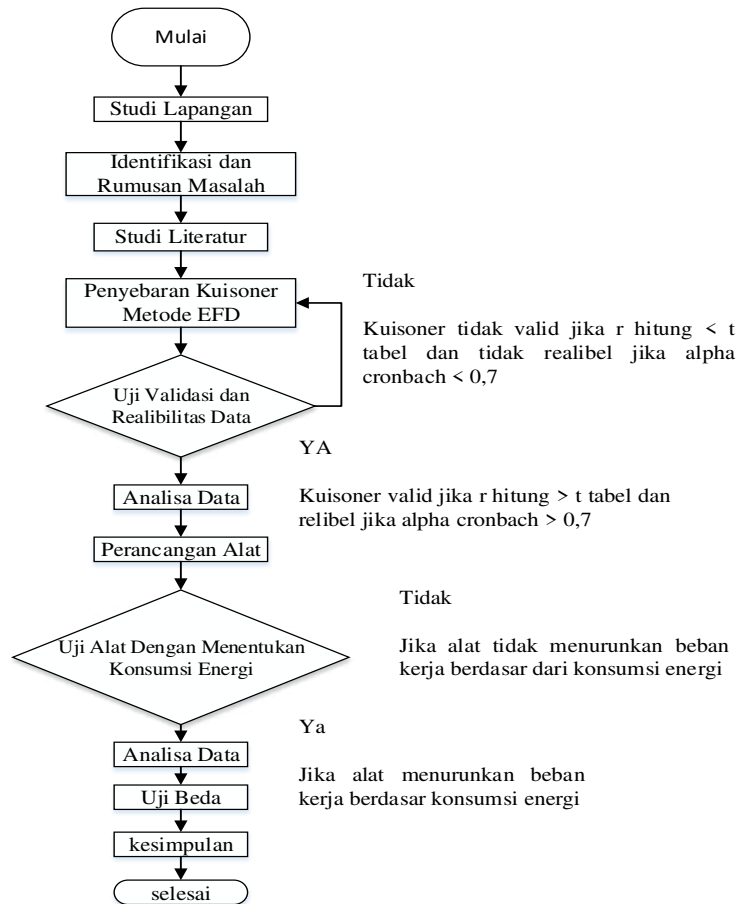 Mulai
Studi Lapangan
Identifikasi dan
Rumusan Masalah
Studi Literatur
Penyebaran Kuisoner
Metode EFD
Tidak
Kuisoner tidak valid jika r hitung < t
tabel dan tidak realibel jika alpha
cronbach < 0,7
Uji Validasi dan
Realibilitas Data
YA
Kuisoner valid jika r hitung > t tabel dan
relibel jika alpha cronbach > 0,7
Analisa Data
Perancangan Alat
Uji Alat Dengan Menentukan
Konsumsi Energi
Tidak
Jika alat tidak menurunkan beban
kerja berdasar dari konsumsi energi
Ya
Jika alat menurunkan beban
kerja berdasar konsumsi energi
Analisa Data
Uji Beda
kesimpulan
selesai